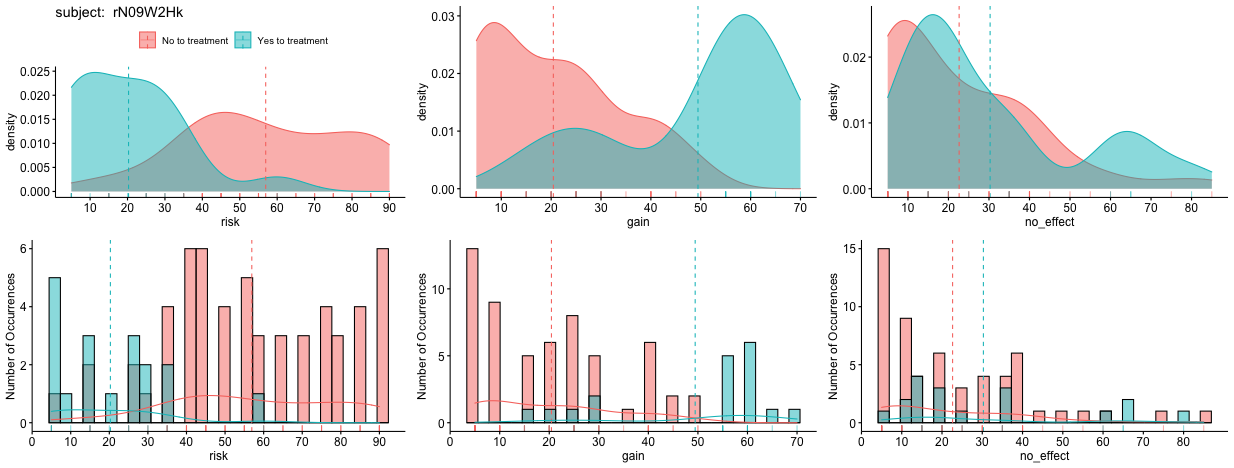 subject: rN09W2Hk
No to treatment Yes to treatment
density
0.025
0.020
0.015
0.010
0.005
0.000
10 20 30 40 50 60 70 80 90
risk
density
0.03
0.02
0.01
0.00
10 20 30 40 50 60 70
gain
density
0.02
0.01
0.00
10 20 30 40 50 60 70 80
no_effect
Number of Occurrences
6
4
2
0
0 10 20 30 40 50 60 70 80 90
risk
Number of Occurrences
10
5
0
0 10 20 30 40 50 60 70
gain
Number of Occurrences
15
10
5
0
0 10 20 30 40 50 60 70 80
no_effect